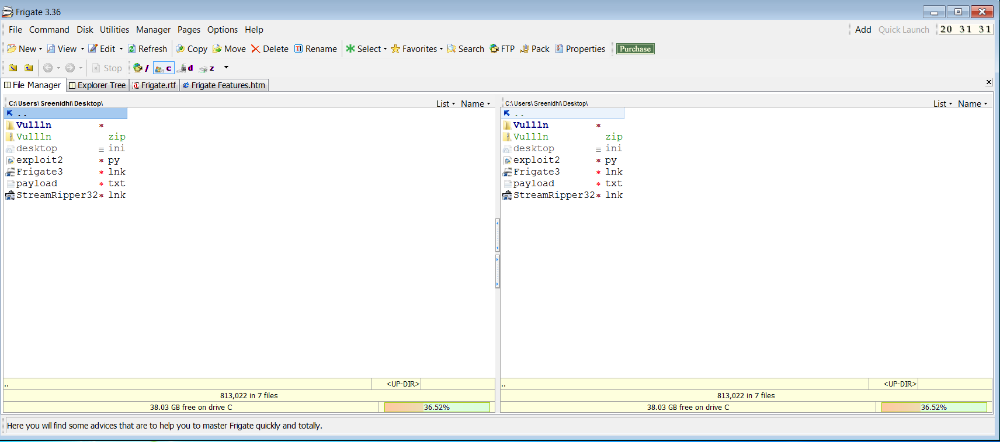 Frigate 3.36
File Command Disk Utilities Manager Pages Options Help Add Quick Launch 20 31 31
New View Edit Refresh Copy Move Delete Rename Select Favorites Search FTP Pack Properties Purchase
Stop / c d z
File Manager Explorer Tree Frigate.rtf Frigate Features.htm
C:\Users\Sreenidhi\Desktop\ List Name
..
Vullln *
Vullln zip
desktop ini
exploit2 * py
Frigate3 * lnk
payload * txt
StreamRipper32 * lnk
.. <UP-DIR>
813,022 in 7 files
38.03 GB free on drive C 36.52%
C:\Users\Sreenidhi\Desktop\ List Name
..
Vullln *
Vullln zip
desktop ini
exploit2 * py
Frigate3 * lnk
payload * txt
StreamRipper32 * lnk
.. <UP-DIR>
813,022 in 7 files
38.03 GB free on drive C 36.52%
Here you will find some advices that are to help you to master Frigate quickly and totally.